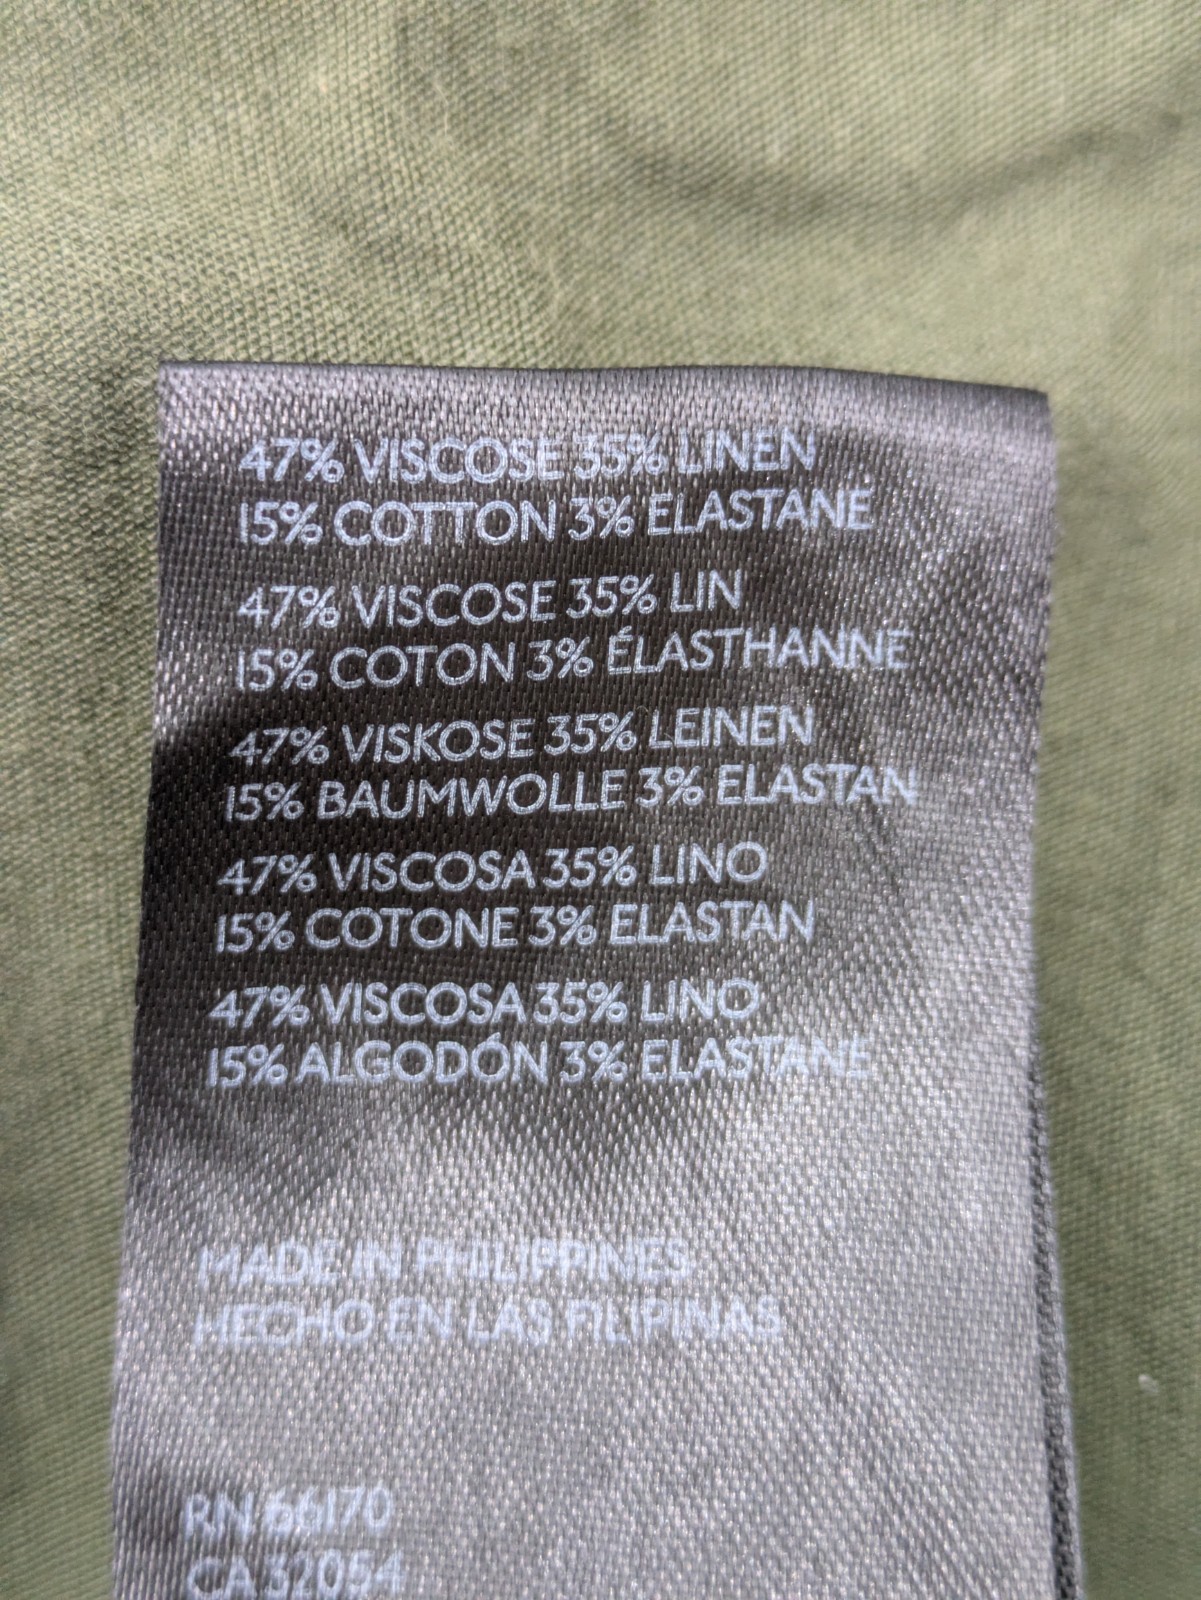 47% VISCOSE 35% LINEN
15% COTTON 3% ELASTANE
47% VISCOSE 35% LIN
15% COTON 3% ÉLASTHANNE
47% VISKOSE 35% LEINEN
15% BAUMWOLLE 3% ELASTAN
47% VISCOSA 35% LINO
15% COTONE 3% ELASTAN
47% VISCOSA 35% LINO
15% ALGODÓN 3% ELASTANE
MADE IN PHILIPPINES
HECHO EN LAS FILIPINAS
RN 66170
CA 32054